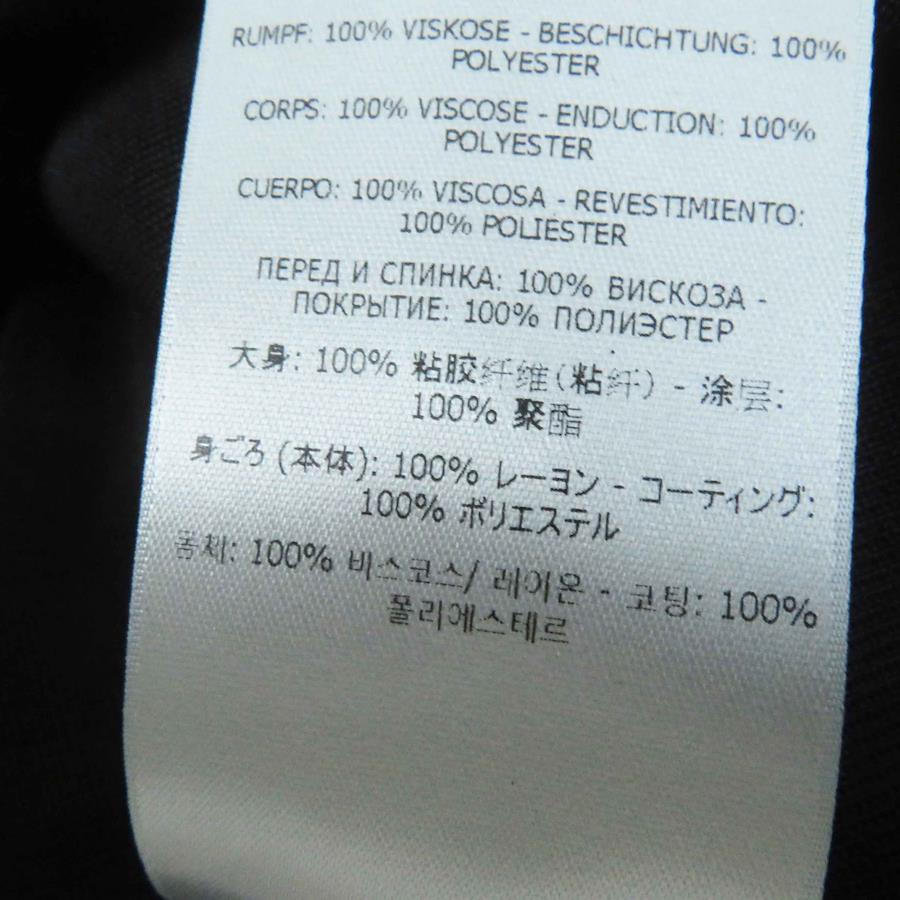 RUMPF: 100% VISKOSE - BESCHICHTUNG: 100%
POLYESTER
CORPS: 100% VISCOSE - ENDUCTION: 100%
POLYESTER
CUERPO: 100% VISCOSA - REVESTIMIENTO:
100% POLIÉSTER
ПЕРЕД И СПИНКА: 100% ВИСКОЗА -
ПОКРЫТИЕ: 100% ПОЛИЭСТЕР
大身: 100% 粘胶纤维(粘纤) - 涂层:
100% 聚酯
身ごろ (本体): 100% レーヨン - コーティング:
100% ポリエステル
몸체: 100% 비스코스/ 레이온 - 코팅: 100%
폴리에스테르